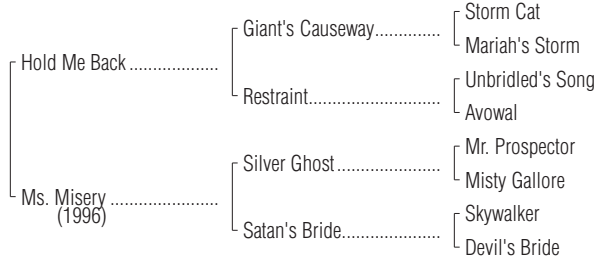 Storm Cat
Giant's Causeway..............
Mariah's Storm
Hold Me Back ....................
Unbridled's Song
Restraint.............................
Avowal
Mr. Prospector
Silver Ghost.......................
Misty Gallore
Ms. Misery ........................
(1996)
Skywalker
Satan's Bride......................
Devil's Bride